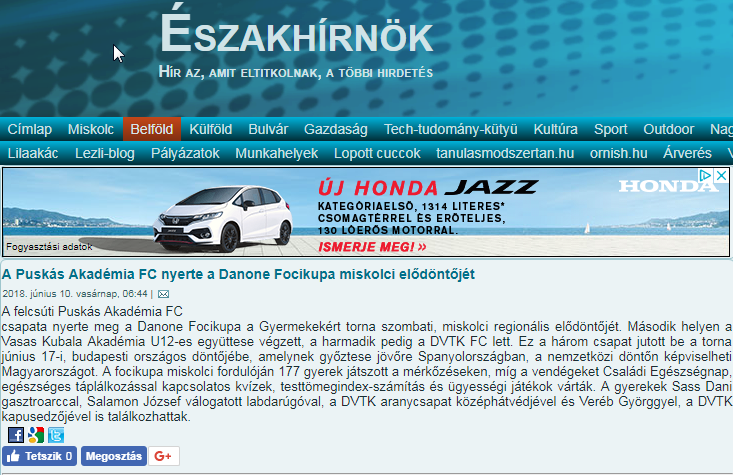 Északhírnök
Hír az, amit eltitkolnak, a többi hirdetés
Címlap Miskolc Belföld Külföld Bulvár Gazdaság Tech-tudomány-kütyü Kultúra Sport Outdoor Nag
Lilaakác Lezli-blog Pályázatok Munkahelyek Lopott cuccok tanulasmodszertan.hu ornish.hu Árverés V
ÚJ HONDA JAZZ
HONDA
KATEGÓRIAELSŐ, 1314 LITERES*
CSOMAGTÉRREL ÉS ERŐTELJES,
130 LÓERŐS MOTORRAL.
ISMERJE MEG! »
Fogyasztási adatok
A Puskás Akadémia FC nyerte a Danone Focikupa miskolci elődöntőjét
2018. június 10. vasárnap, 06:44 |
A felcsúti Puskás Akadémia FC
csapata nyerte meg a Danone Focikupa a Gyermekekért torna szombati, miskolci regionális elődöntőjét. Második helyen a
Vasas Kubala Akadémia U12-es együttese végzett, a harmadik pedig a DVTK FC lett. Ez a három csapat jutott be a torna
június 17-i, budapesti országos döntőjébe, amelynek győztese jövőre Spanyolországban, a nemzetközi döntőn képviselheti
Magyarországot. A focikupa miskolci fordulóján 177 gyerek játszott a mérkőzéseken, míg a vendégeket Családi Egészségnap,
egészséges táplálkozással kapcsolatos kvízek, testtömegindex-számítás és ügyességi játékok várták. A gyerekek Sass Dani
gasztroarccal, Salamon József válogatott labdarúgóval, a DVTK aranycsapat középhátvédjével és Veréb Györggyel, a DVTK
kapusedzőjével is találkozhattak.
Tetszik 0 Megosztás G+